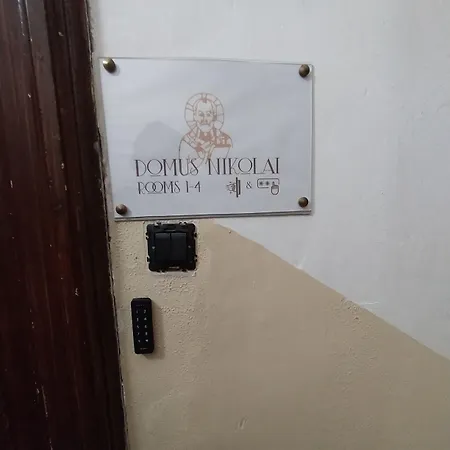 DOMUS NIKOLAI
ROOMS 1-4 &